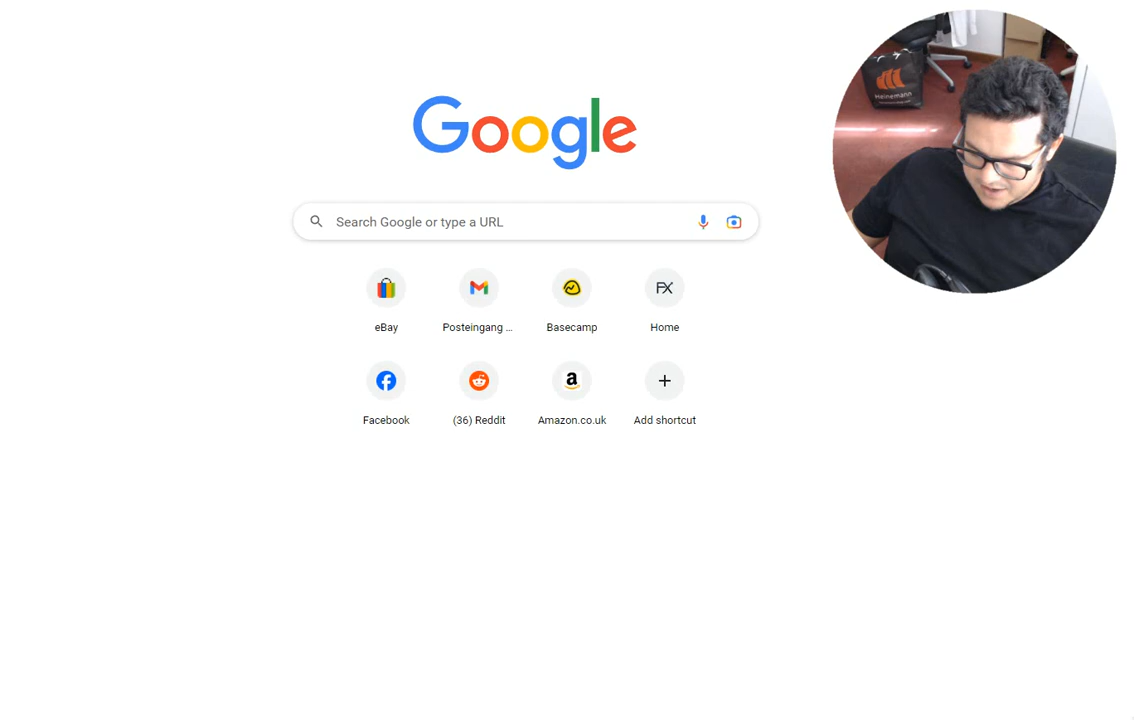 Google
Search Google or type a URL
eBay
Posteingang ...
Basecamp
FX
Home
Facebook
(36) Reddit
a
Amazon.co.uk
Add shortcut
Heinemann